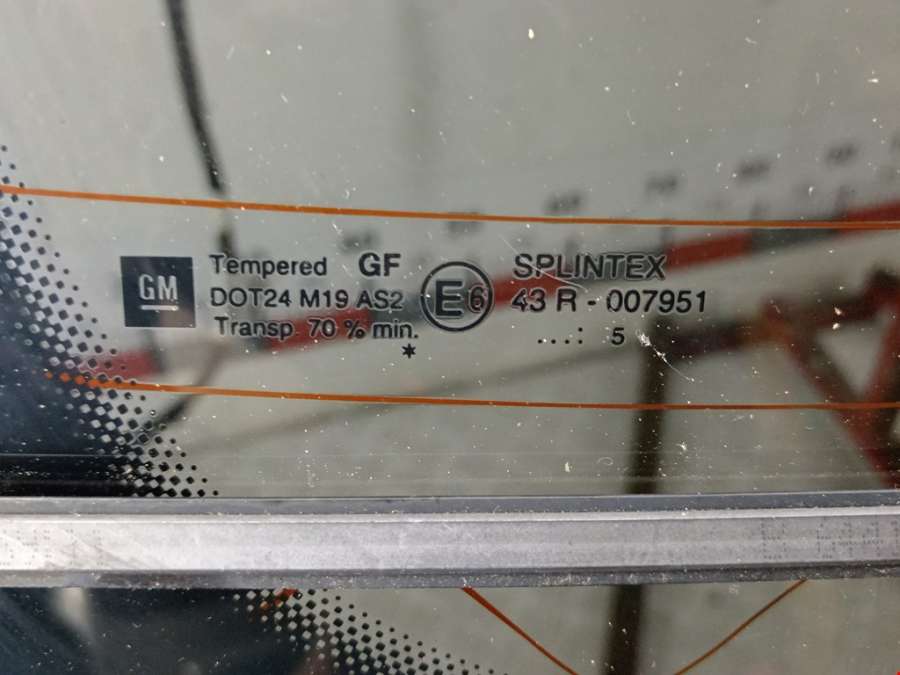 GM
Tempered GF
DOT24 M19 AS2
Transp. 70 % min.
*
E6
SPLINTEX
43 R - 007951
...: 5